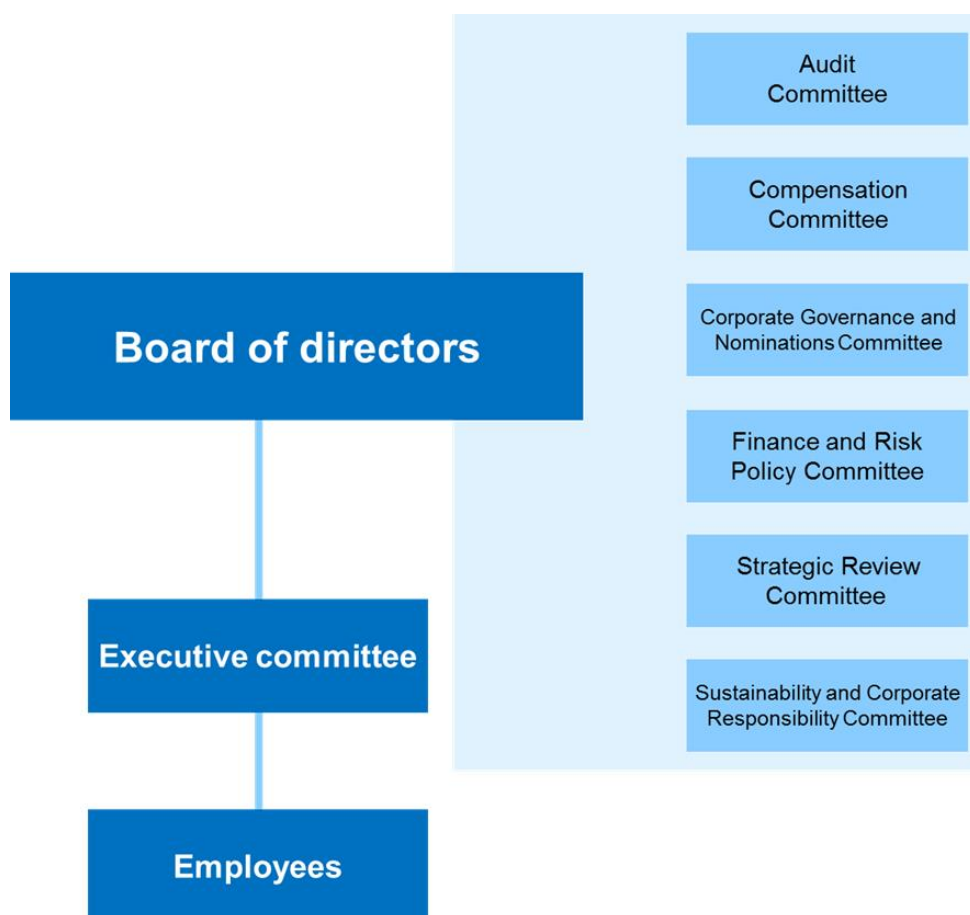 Board of directors
Executive committee
Employees
Audit
Committee
Compensation
Committee
Corporate Governance and
Nominations Committee
Finance and Risk
Policy Committee
Strategic Review
Committee
Sustainability and Corporate
Responsibility Committee